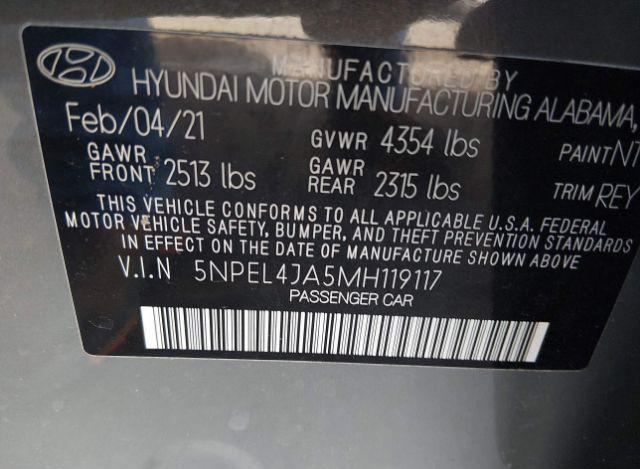 MANUFACTURED BY
HYUNDAI MOTOR MANUFACTURING ALABAMA,
Feb/04/21 GVWR 4354 lbs PAINT
GAWR FRONT 2513 lbs GAWR REAR 2315 lbs TRIM REY
THIS VEHICLE CONFORMS TO ALL APPLICABLE U.S.A. FEDERAL
MOTOR VEHICLE SAFETY, BUMPER, AND THEFT PREVENTION STANDARDS
IN EFFECT ON THE DATE OF MANUFACTURE SHOWN ABOVE
V.I.N 5NPEL4JA5MH119117
PASSENGER CAR